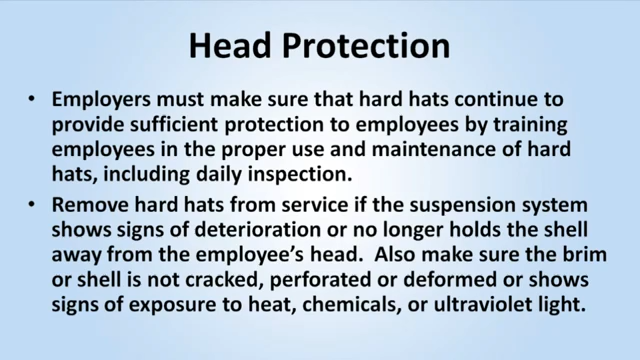 Head Protection
• Employers must make sure that hard hats continue to
provide sufficient protection to employees by training
employees in the proper use and maintenance of hard
hats, including daily inspection.
• Remove hard hats from service if the suspension system
shows signs of deterioration or no longer holds the shell
away from the employee’s head.  Also make sure the brim
or shell is not cracked, perforated or deformed or shows
signs of exposure to heat, chemicals, or ultraviolet light.